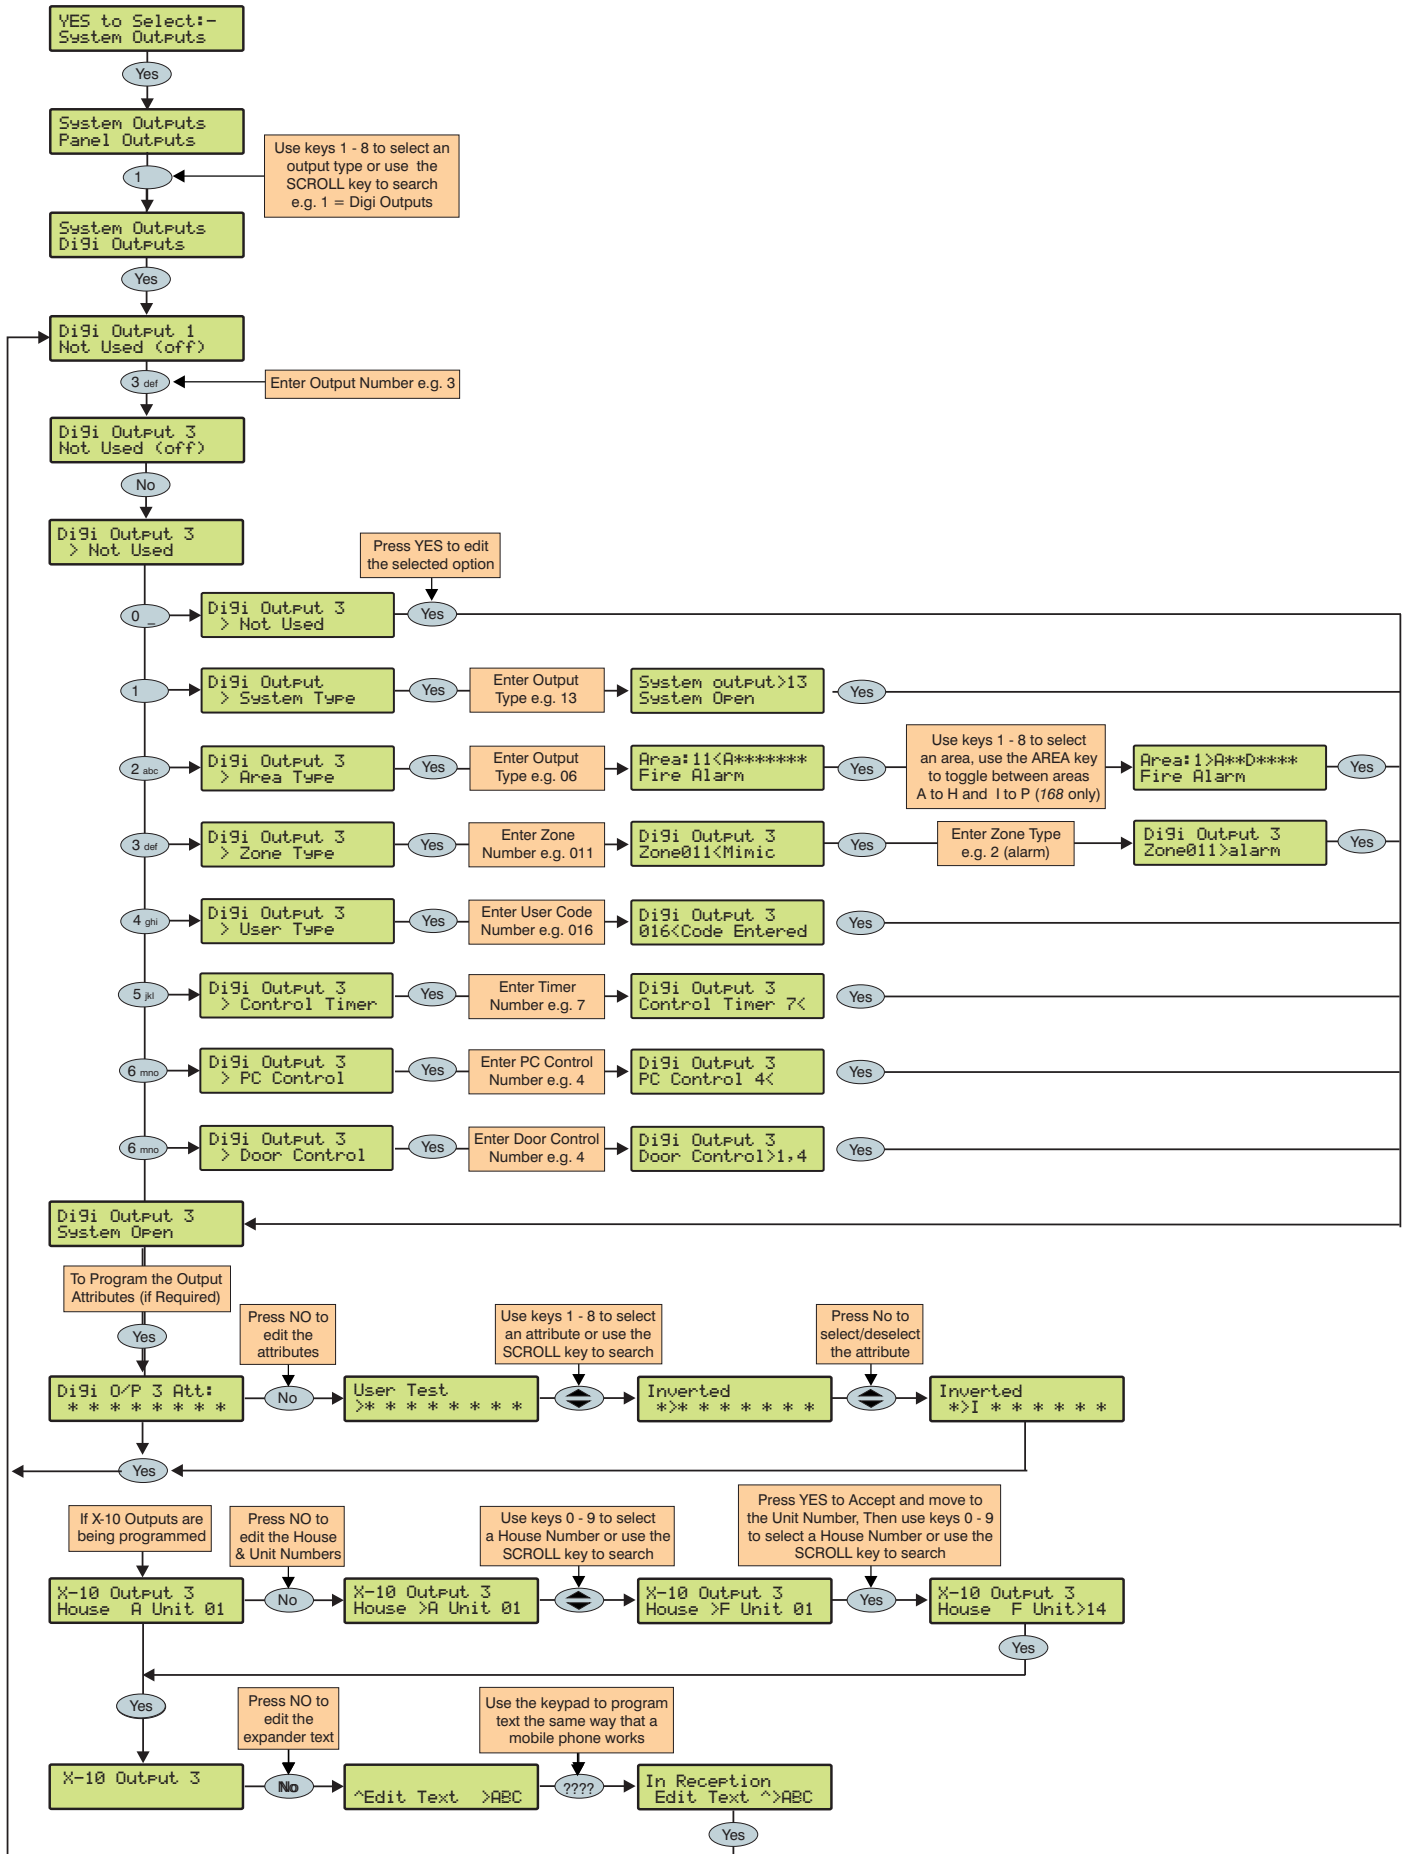 YES to Select:-
System Outputs
Yes
System Outputs
Panel Outputs
Use keys 1 - 8 to select an
output type or use the
SCROLL key to search
e.g. 1 = Digi Outputs
1
System Outputs
Digi Outputs
Yes
Digi Output 1
Not Used (off)
3 def
Enter Output Number e.g. 3
Digi Output 3
Not Used (off)
No
Digi Output 3
> Not Used
Press YES to edit
the selected option
0 _
Digi Output 3
> Not Used
Yes
1
Digi Output
> System Type
Yes
Enter Output
Type e.g. 13
System output>13
System Open
Yes
2 abc
Digi Output 3
> Area Type
Yes
Enter Output
Type e.g. 06
Area:11<A*******
Fire Alarm
Yes
Use keys 1 - 8 to select
an area, use the AREA key
to toggle between areas
A to H and I to P (168 only)
Area:1>A**D****
Fire Alarm
Yes
3 def
Digi Output 3
> Zone Type
Yes
Enter Zone
Number e.g. 011
Digi Output 3
Zone011<Mimic
Yes
Enter Zone Type
e.g. 2 (alarm)
Digi Output 3
Zone011>alarm
Yes
4 ghi
Digi Output 3
> User Type
Yes
Enter User Code
Number e.g. 016
Digi Output 3
016<Code Entered
Yes
5 jkl
Digi Output 3
> Control Timer
Yes
Enter Timer
Number e.g. 7
Digi Output 3
Control Timer 7<
Yes
6 mno
Digi Output 3
> PC Control
Yes
Enter PC Control
Number e.g. 4
Digi Output 3
PC Control 4<
Yes
6 mno
Digi Output 3
> Door Control
Yes
Enter Door Control
Number e.g. 4
Digi Output 3
Door Control>1,4
Yes
Digi Output 3
System Open
To Program the Output
Attributes (if Required)
Yes
Press NO to
edit the
attributes
Use keys 1 - 8 to select
an attribute or use the
SCROLL key to search
Press No to
select/deselect
the attribute
Digi O/P 3 Att:
* * * * * * * *
No
User Test
>* * * * * * * *
Inverted
*>* * * * * * *
Inverted
*>I * * * * * *
Yes
If X-10 Outputs are
being programmed
Press NO to
edit the House
& Unit Numbers
Use keys 0 - 9 to select
a House Number or use the
SCROLL key to search
Press YES to Accept and move to
the Unit Number, Then use keys 0 - 9
to select a House Number or use the
SCROLL key to search
X-10 Output 3
House A Unit 01
No
X-10 Output 3
House >A Unit 01
X-10 Output 3
House >F Unit 01
Yes
X-10 Output 3
House F Unit>14
Yes
Yes
Press NO to
edit the
expander text
Use the keypad to program
text the same way that a
mobile phone works
X-10 Output 3
No
^Edit Text >ABC
????
In Reception
Edit Text ^>ABC
Yes